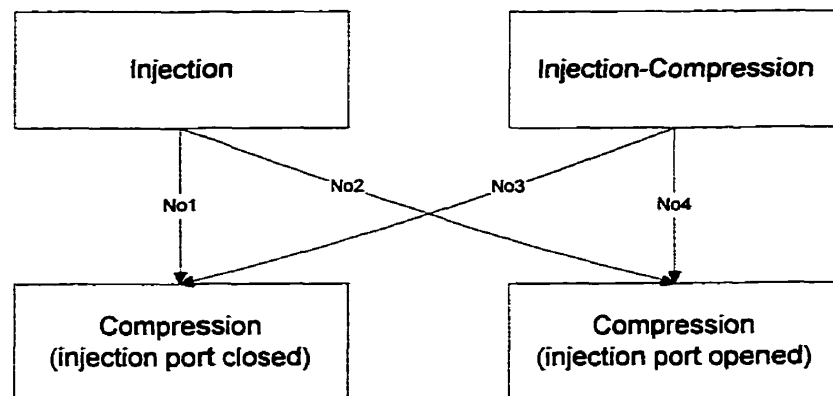 Injection
Injection-Compression
No1
No2
No3
No4
Compression
(injection port closed)
Compression
(injection port opened)